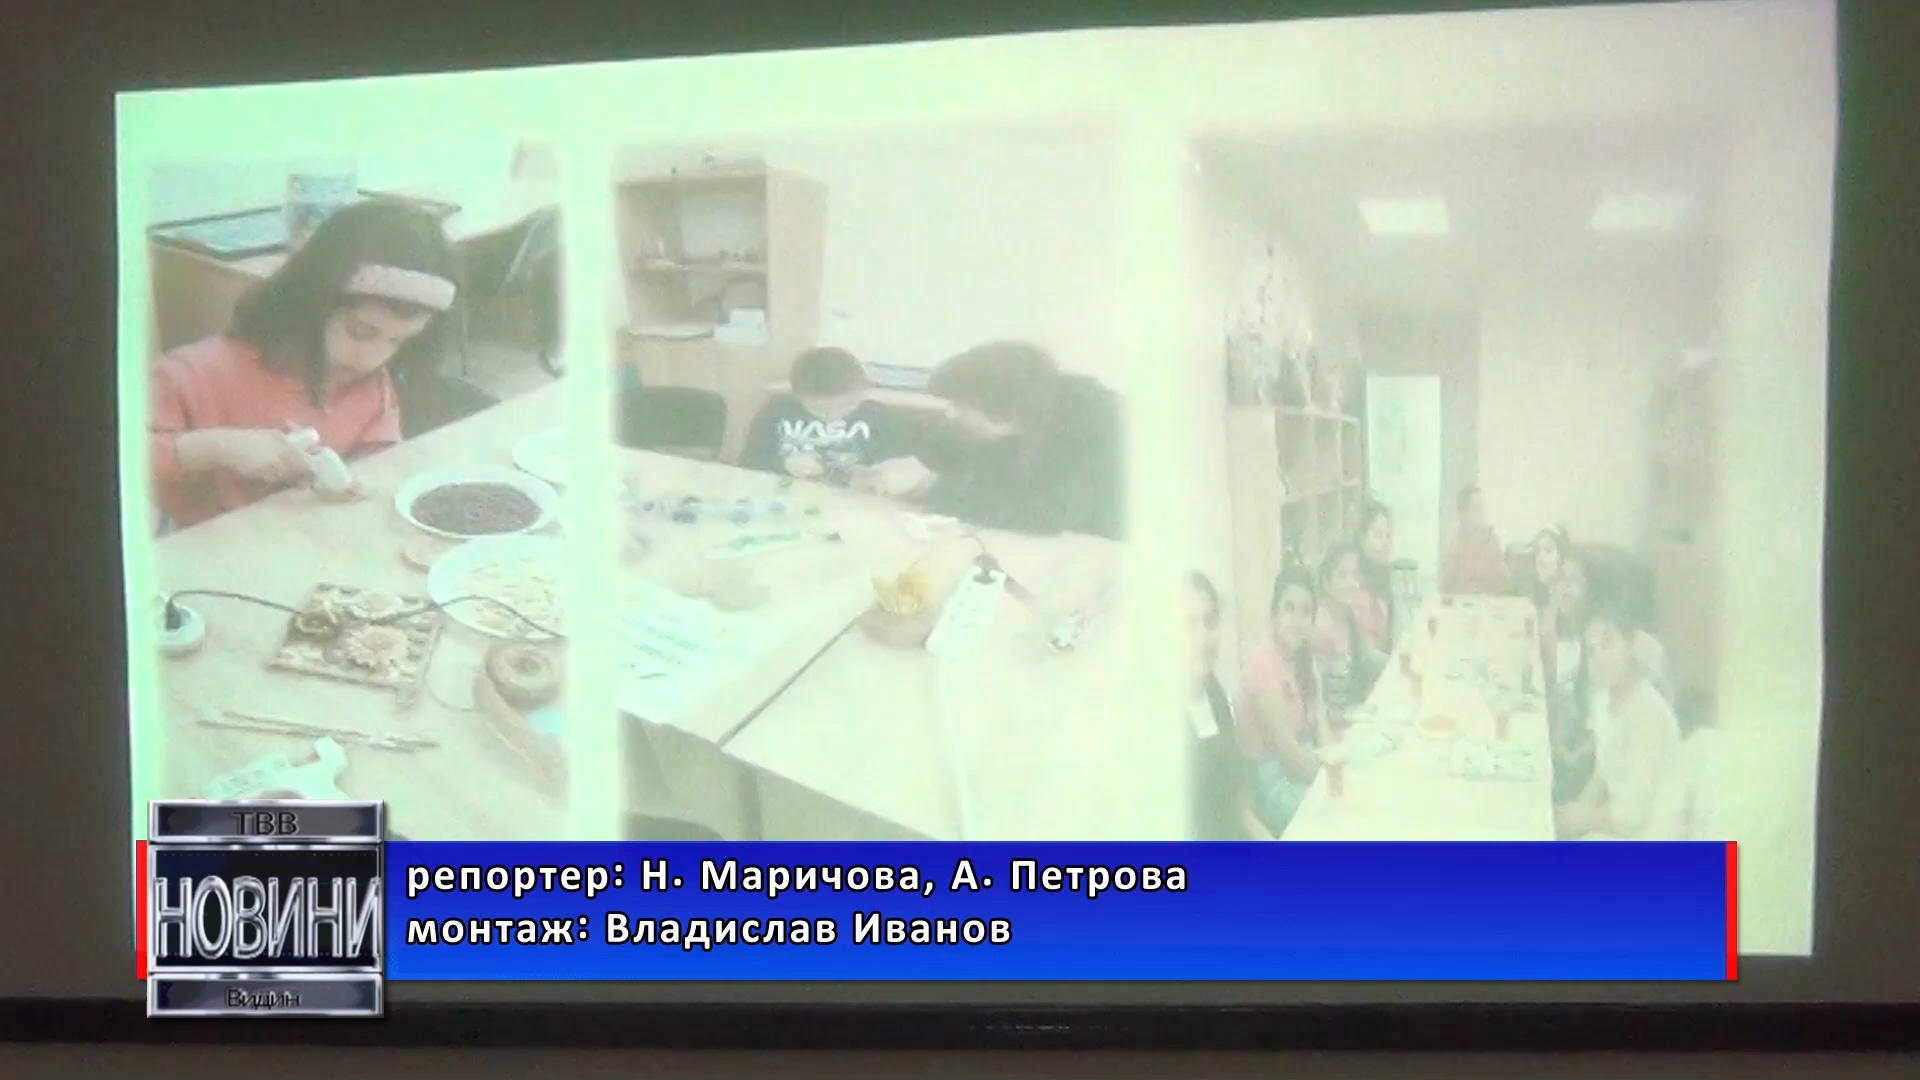 NASA
ТВВ
НОВИНИ
Видин
репортер: Н. Маричова, А. Петрова
монтаж: Владислав Иванов